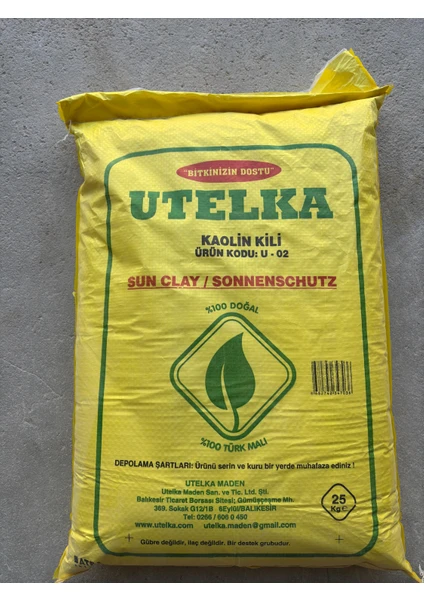 "BİTKİNİZİN DOSTU"
UTELKA
KAOLİN KİLİ
ÜRÜN KODU: U - 02
SUN CLAY / SONNENSCHUTZ
%100 DOĞAL
%100 TÜRK MALI
DEPOLAMA ŞARTLARI: Ürünü serin ve kuru bir yerde muhafaza ediniz !
UTELKA MADEN
Utelka Maden San. ve Tic. Ltd. Şti.
Balıkesir Ticaret Borsası Sitesi; Gümüşçeşme Mh.
369. Sokak G12/1B 6Eylül/BALIKESİR
Tel: 0266 / 606 0 450
www.utelka.com utelka.maden@gmail.com
25
Kg e
Gübre değildir, ilaç değildir. Bir destek grubudur.